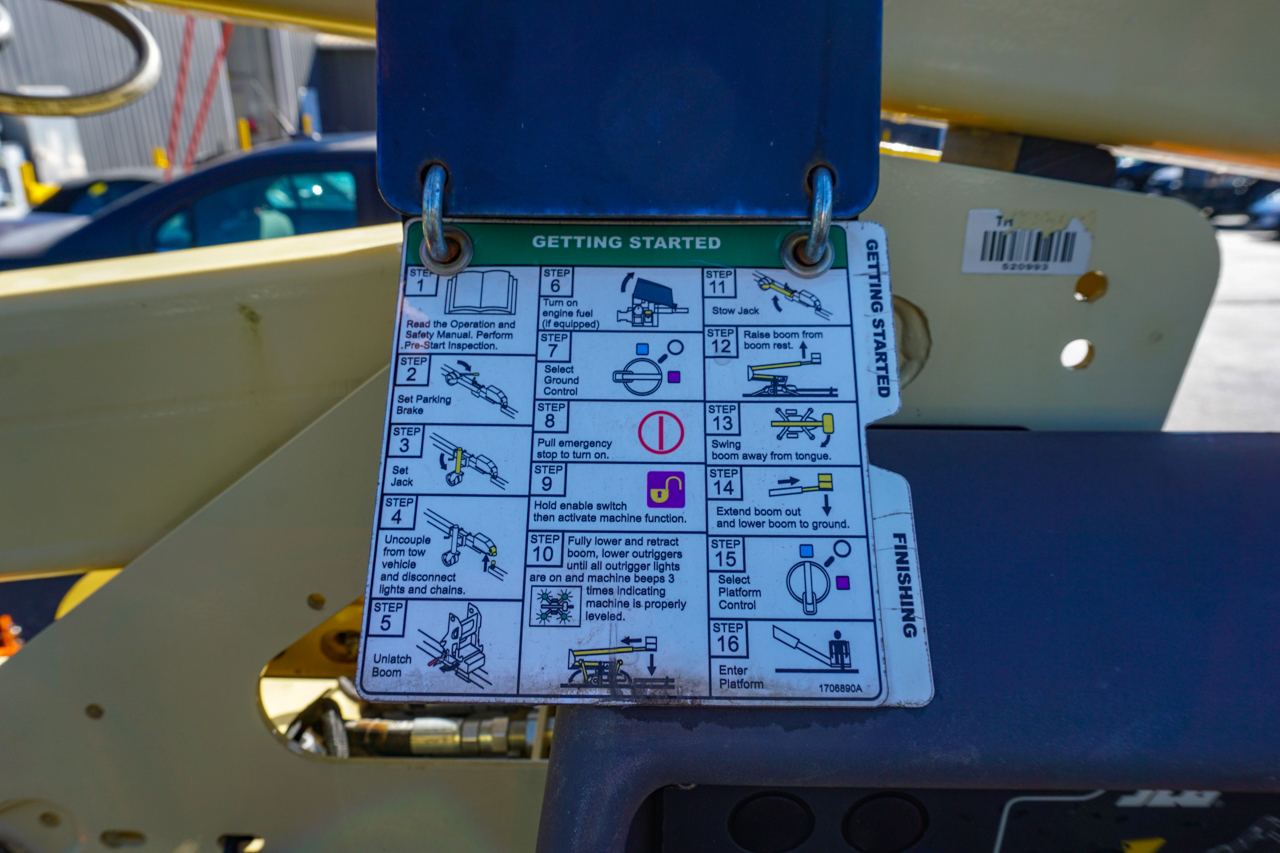 GETTING STARTED
STEP
1
Read the Operation and
Safety Manual. Perform
Pre-Start Inspection.
STEP
2
Set Parking
Brake
STEP
3
Set
Jack
STEP
4
Uncouple
from tow
vehicle
and disconnect
lights and chains.
STEP
5
Unlatch
Boom
STEP
6
Turn on
engine fuel
(if equipped)
STEP
7
Select
Ground
Control
STEP
8
Pull emergency
stop to turn on.
STEP
9
Hold enable switch
then activate machine function.
STEP
10
Fully lower and retract
boom, lower outriggers
until all outrigger lights
are on and machine beeps 3
times indicating
machine is properly
leveled.
STEP
11
Stow Jack
STEP
12
Raise boom from
boom rest.
STEP
13
Swing
boom away from tongue.
STEP
14
Extend boom out
and lower boom to ground.
STEP
15
Select
Platform
Control
STEP
16
Enter
Platform
1706890A
GETTING STARTED
FINISHING
520993
JLG